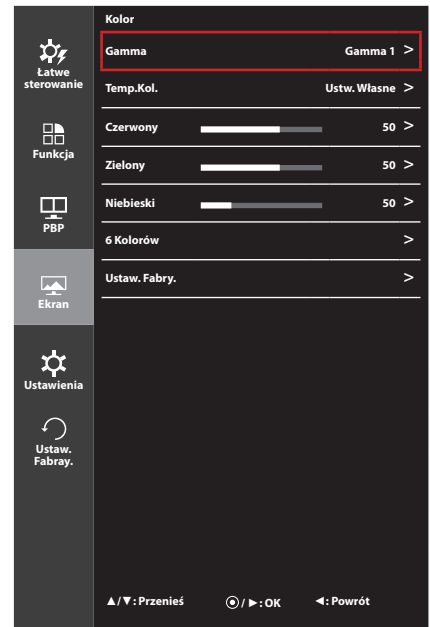 Łatwe
sterowanie
Funkcja
PBP
Ekran
Ustawienia
Ustaw.
Fabray.
Kolor
Gamma Gamma 1 >
Temp.Kol. Ustw. Własne >
Czerwony 50 >
Zielony 50 >
Niebieski 50 >
6 Kolorów >
Ustaw. Fabry. >
▲/▼: Przenieś ⦿/►: OK ◄: Powrót